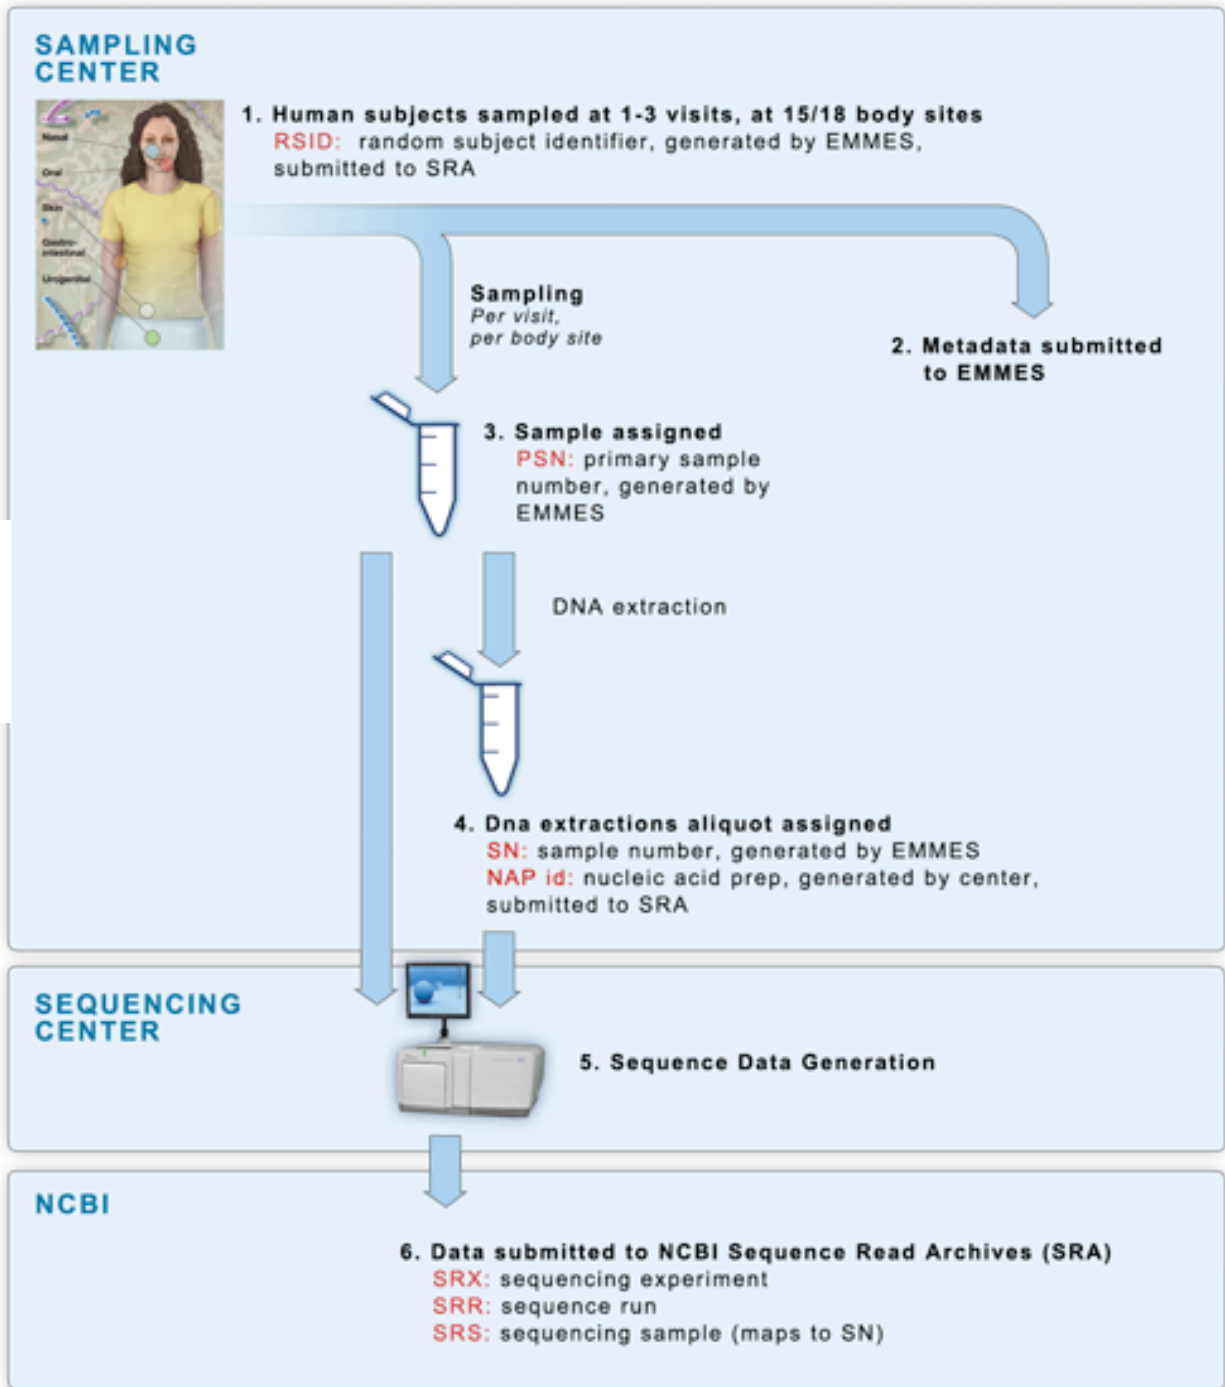 SAMPLING
CENTER
Nasal
Oral
Skin
Gastro-
intestinal
Urogenital
1. Human subjects sampled at 1-3 visits, at 15/18 body sites
RSID: random subject identifier, generated by EMMES,
submitted to SRA
Sampling
Per visit,
per body site
2. Metadata submitted
to EMMES
3. Sample assigned
PSN: primary sample
number, generated by
EMMES
DNA extraction
4. Dna extractions aliquot assigned
SN: sample number, generated by EMMES
NAP id: nucleic acid prep, generated by center,
submitted to SRA
SEQUENCING
CENTER
5. Sequence Data Generation
NCBI
6. Data submitted to NCBI Sequence Read Archives (SRA)
SRX: sequencing experiment
SRR: sequence run
SRS: sequencing sample (maps to SN)